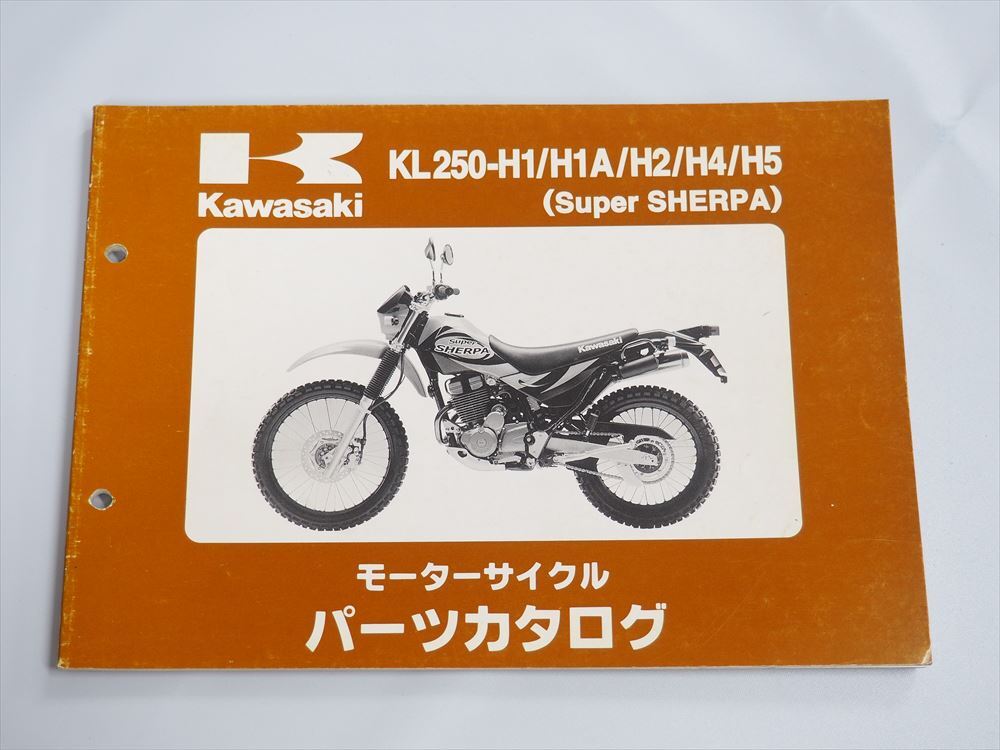 KL250-H1/H1A/H2/H4/H5
(Super SHERPA)
Kawasaki
Super
SHERPA
Kawasaki
モーターサイクル
パーツカタログ